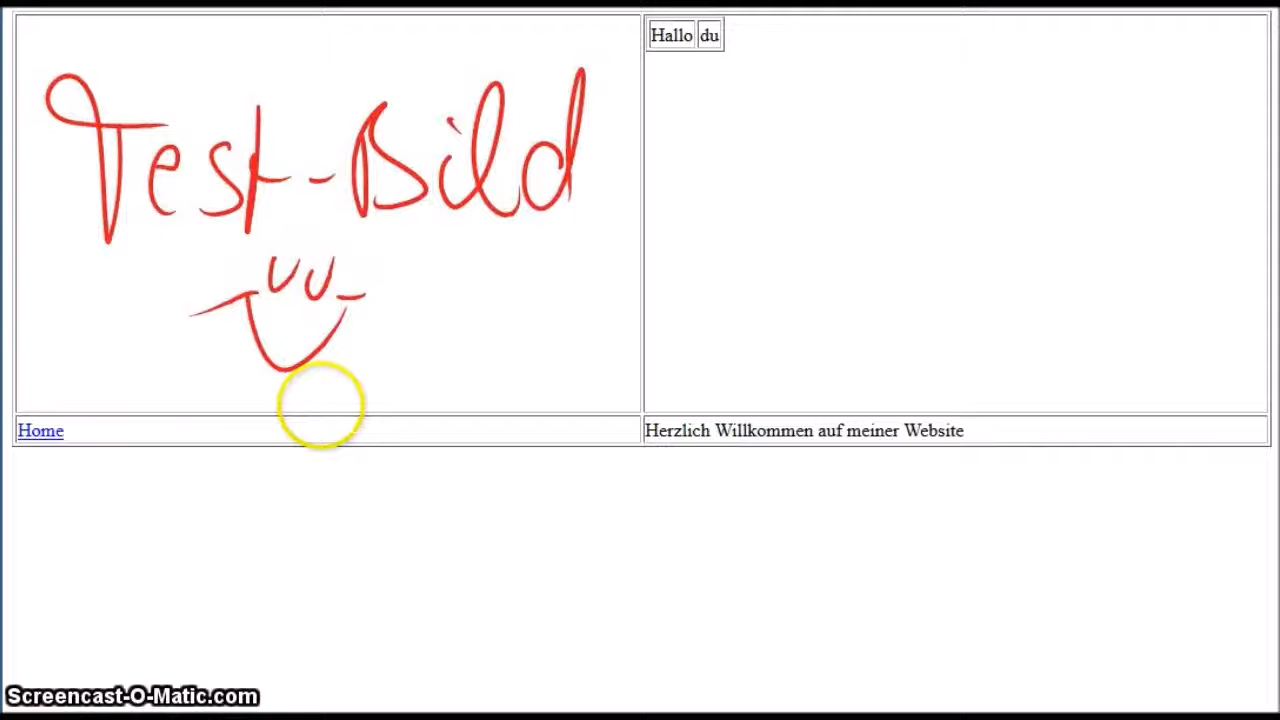 Test-Bild
Hallo du
Home
Herzlich Willkommen auf meiner Website
Screencast-O-Matic.com